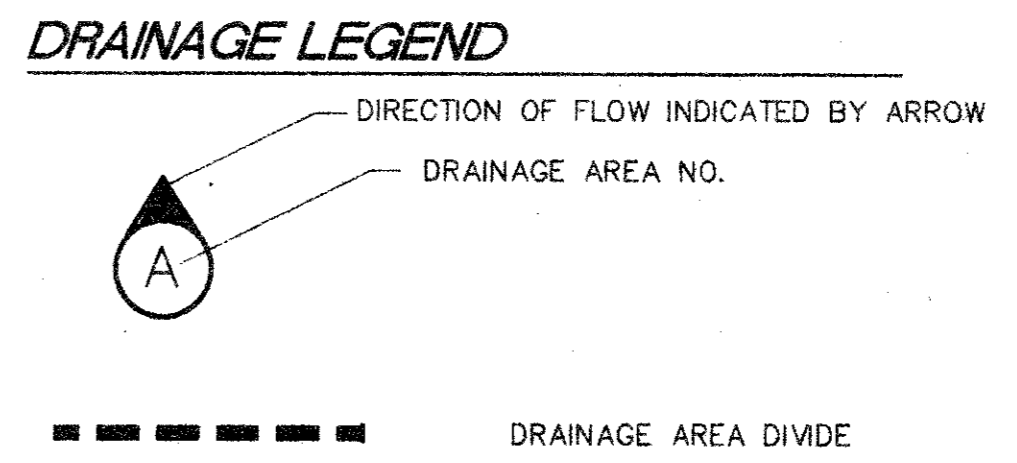 DRAINAGE LEGEND
DIRECTION OF FLOW INDICATED BY ARROW
DRAINAGE AREA NO.
A
DRAINAGE AREA DIVIDE